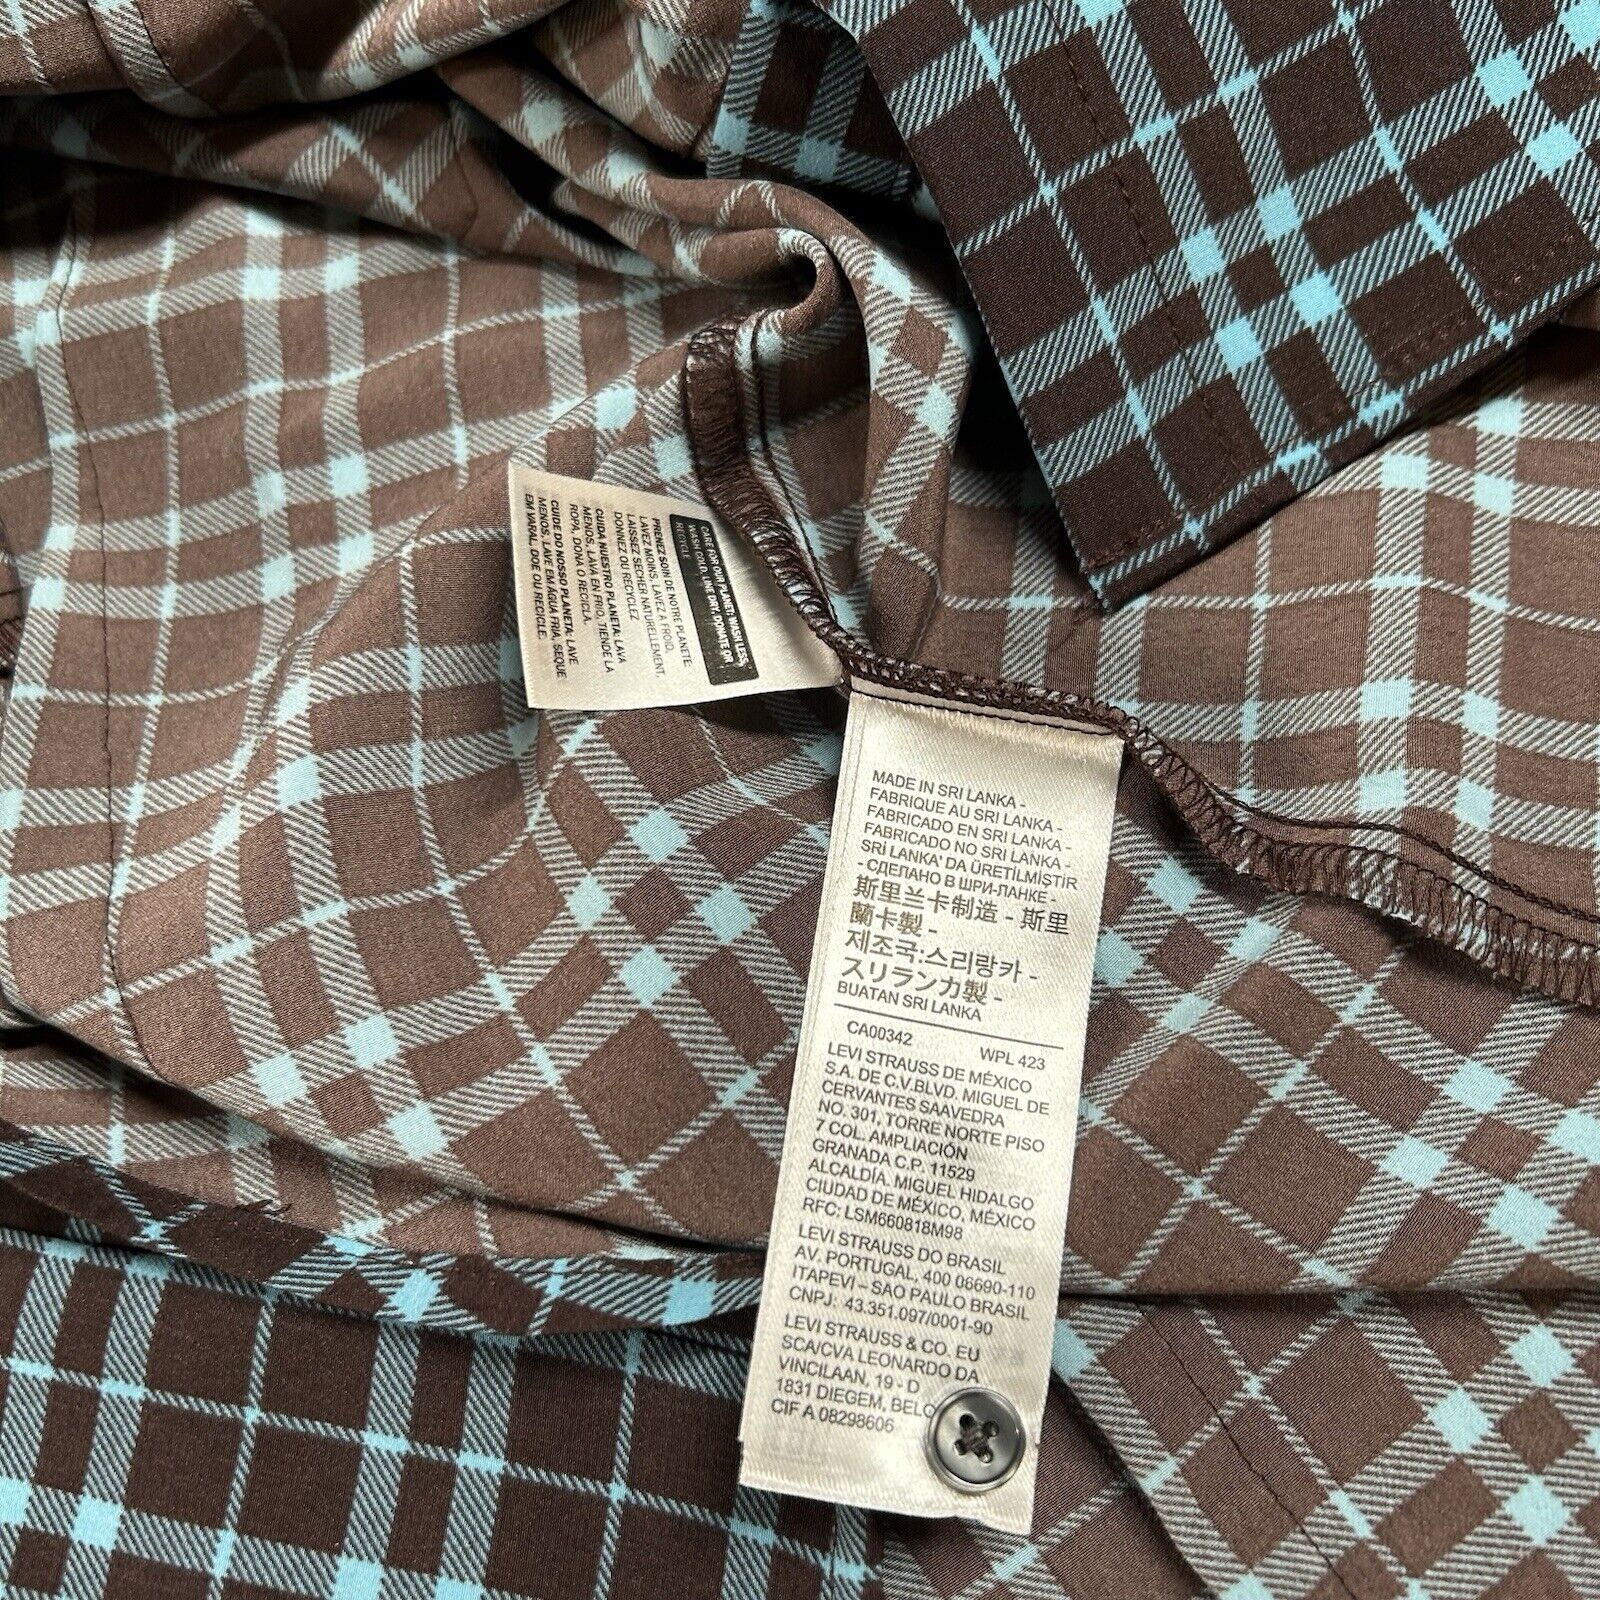 CARE FOR OUR PLANET: WASH LESS,
WASH COLD, LINE DRY, DONATE OR
RECYCLE
PRENEZ SOIN DE NOTRE PLANÈTE:
LAVEZ MOINS, LAVEZ À FROID,
LAISSEZ SÉCHER NATURELLEMENT,
DONNEZ OU RECYCLEZ
CUIDA NUESTRO PLANETA: LAVA
MENOS, LAVA EN FRÍO, TIENDE LA
ROPA, DONA O RECICLA.
CUIDE DO NOSSO PLANETA: LAVE
MENOS, LAVE EM ÁGUA FRIA, SEQUE
EM VARAL, DOE OU RECICLE.
MADE IN SRI LANKA -
FABRIQUE AU SRI LANKA -
FABRICADO EN SRI LANKA -
FABRICADO NO SRI LANKA -
SRİ LANKA' DA ÜRETİLMİŞTİR
- СДЕЛАНО В ШРИ-ЛАНКЕ -
斯里兰卡制造 - 斯里
蘭卡製 -
제조국:스리랑카 -
スリランカ製 -
BUATAN SRI LANKA
CA00342 WPL 423
LEVI STRAUSS DE MÉXICO
S.A. DE C.V.BLVD. MIGUEL DE
CERVANTES SAAVEDRA
NO. 301, TORRE NORTE PISO
7 COL. AMPLIACIÓN
GRANADA C.P. 11529
ALCALDÍA. MIGUEL HIDALGO
CIUDAD DE MÉXICO, MÉXICO
RFC: LSM660818M98
LEVI STRAUSS DO BRASIL
AV. PORTUGAL, 400 06690-110
ITAPEVI – SAO PAULO BRASIL
CNPJ: 43.351.097/0001-90
LEVI STRAUSS & CO. EU
SCA/CVA LEONARDO DA
VINCILAAN, 19 - D
1831 DIEGEM, BELG
CIF A 08298606